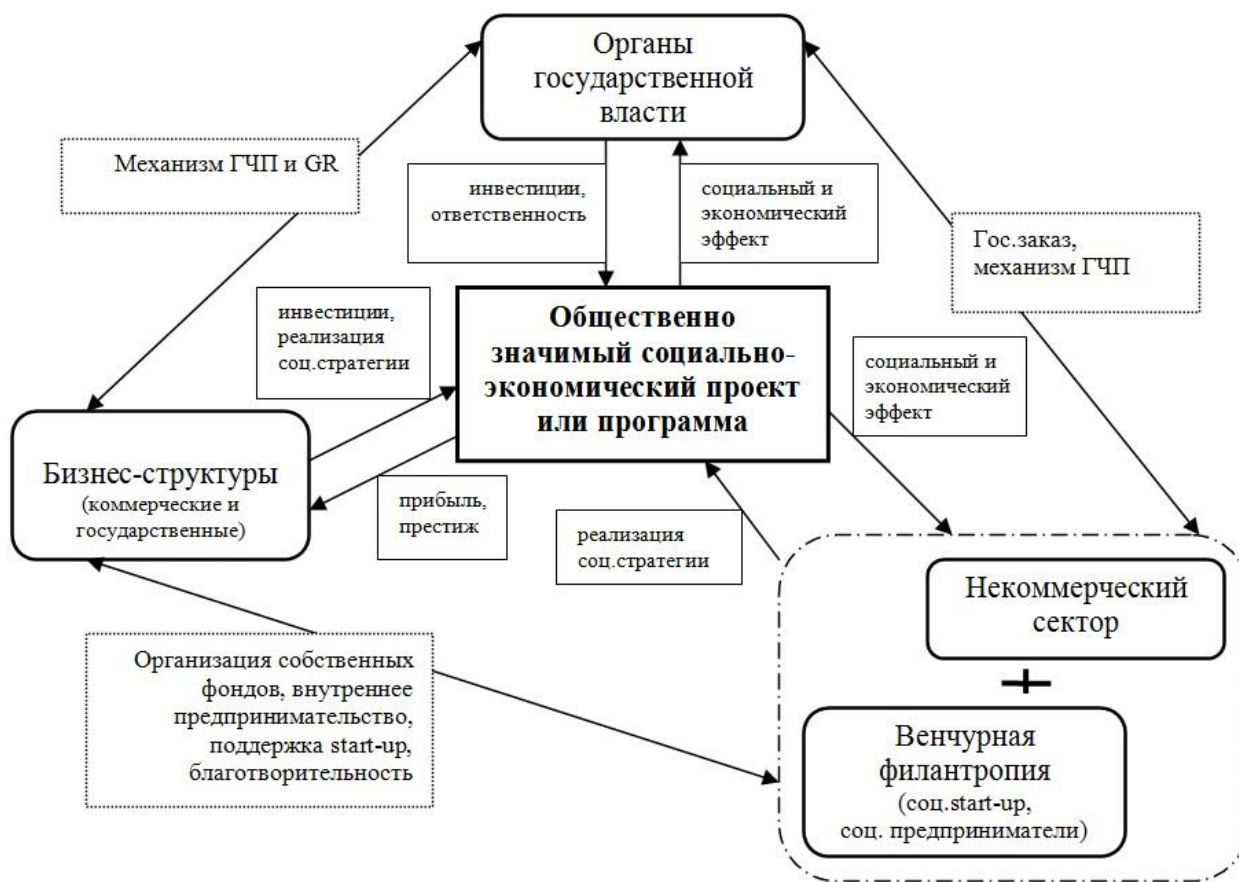 Органы
государственной
власти
Механизм ГЧП и GR
инвестиции,
ответственность
социальный и
экономический
эффект
Гос.заказ,
механизм ГЧП
инвестиции,
реализация
соц.стратегии
Общественно
значимый социально-
экономический проект
или программа
социальный и
экономический
эффект
Бизнес-структуры
(коммерческие и
государственные)
прибыль,
престиж
реализация
соц.стратегии
Некоммерческий
сектор
+
Организация собственных
фондов, внутреннее
предпринимательство,
поддержка start-up,
благотворительность
Венчурная
филантропия
(соц.start-up,
соц. предприниматели)